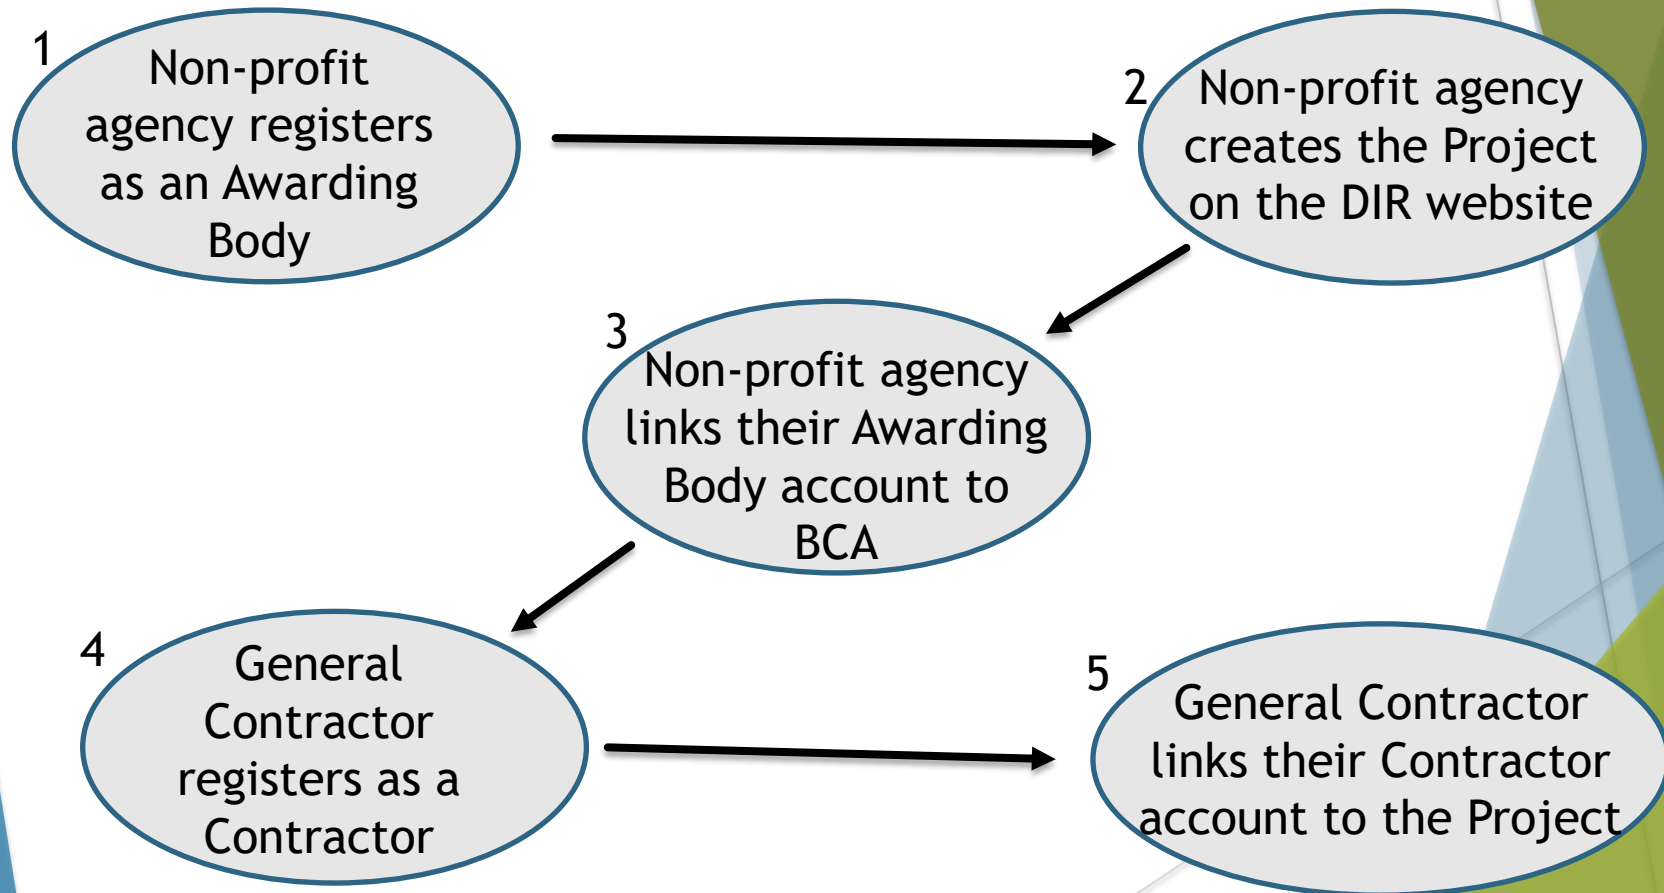 1
Non-profit
agency registers
as an Awarding
Body
2
Non-profit agency
creates the Project
on the DIR website
3
Non-profit agency
links their Awarding
Body account to
BCA
4
General
Contractor
registers as a
Contractor
5
General Contractor
links their Contractor
account to the Project